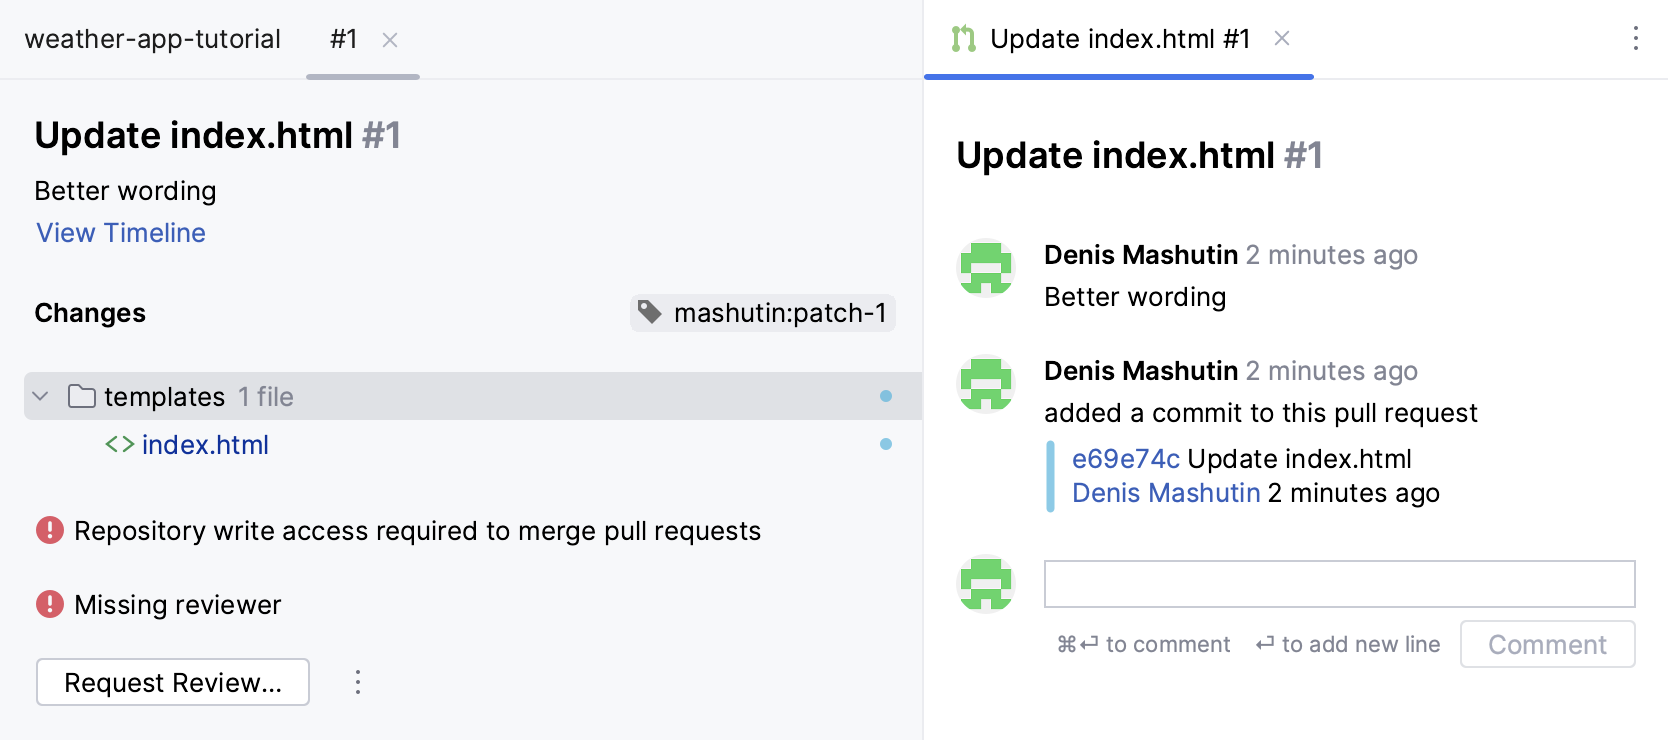 weather-app-tutorial #1
Update index.html #1
Better wording
View Timeline
Changes mashutin:patch-1
templates 1 file
index.html
Repository write access required to merge pull requests
Missing reviewer
Request Review...
Update index.html #1
Update index.html #1
Denis Mashutin 2 minutes ago
Better wording
Denis Mashutin 2 minutes ago
added a commit to this pull request
e69e74c Update index.html
Denis Mashutin 2 minutes ago
⌘⏎ to comment ⏎ to add new line Comment